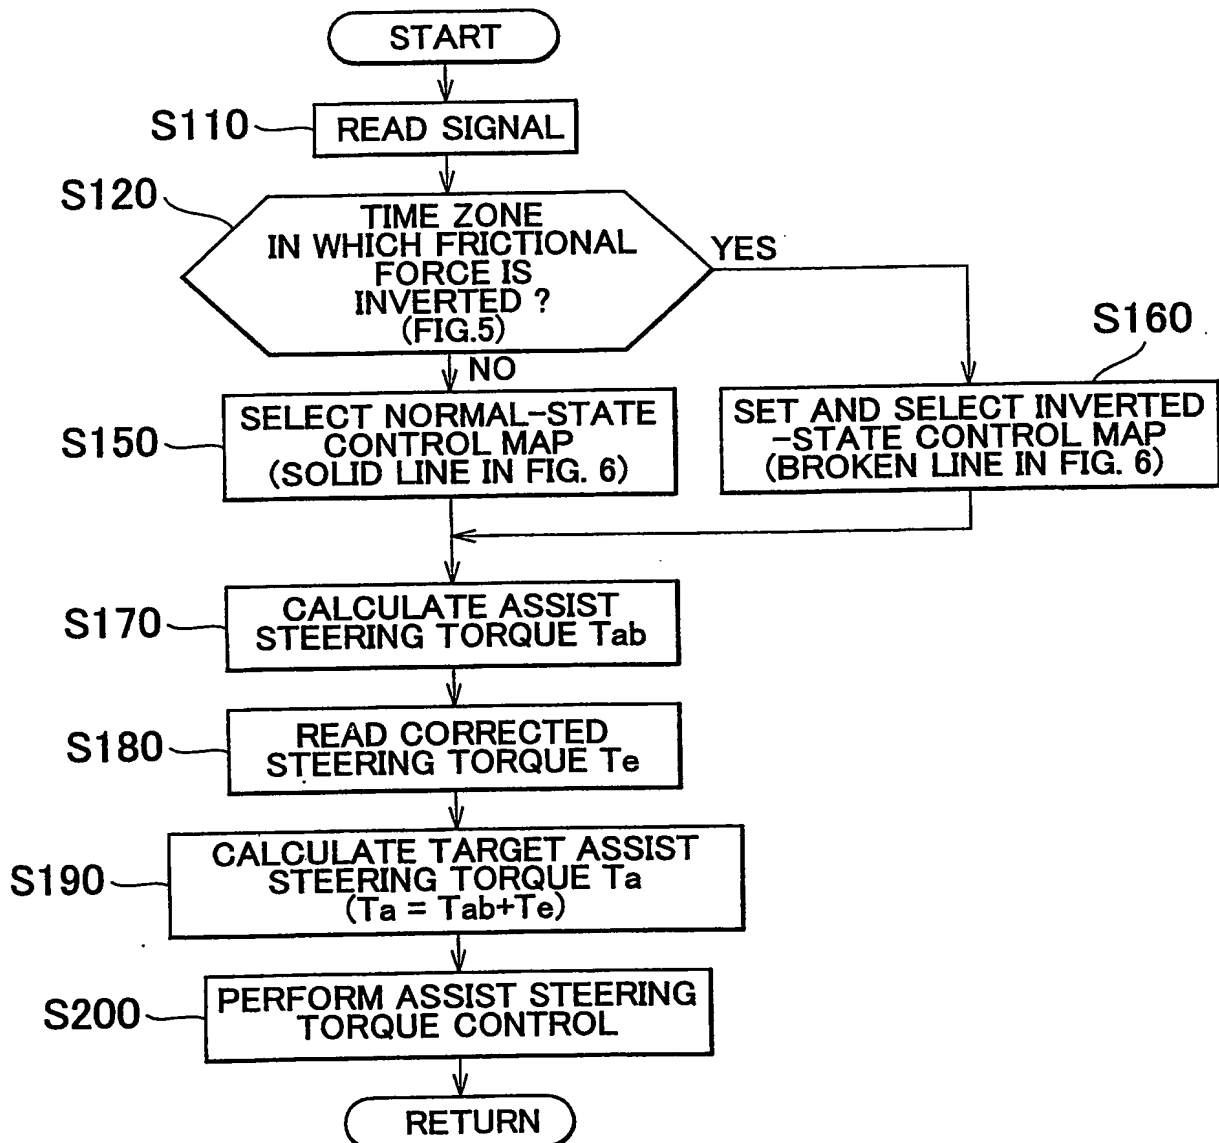 START
S110
READ SIGNAL
S120
TIME ZONE
IN WHICH FRICTIONAL
FORCE IS
INVERTED ?
(FIG.5)
YES
NO
S160
SET AND SELECT INVERTED
-STATE CONTROL MAP
(BROKEN LINE IN FIG. 6)
S150
SELECT NORMAL-STATE
CONTROL MAP
(SOLID LINE IN FIG. 6)
S170
CALCULATE ASSIST
STEERING TORQUE Tab
S180
READ CORRECTED
STEERING TORQUE Te
S190
CALCULATE TARGET ASSIST
STEERING TORQUE Ta
(Ta = Tab+Te)
S200
PERFORM ASSIST STEERING
TORQUE CONTROL
RETURN